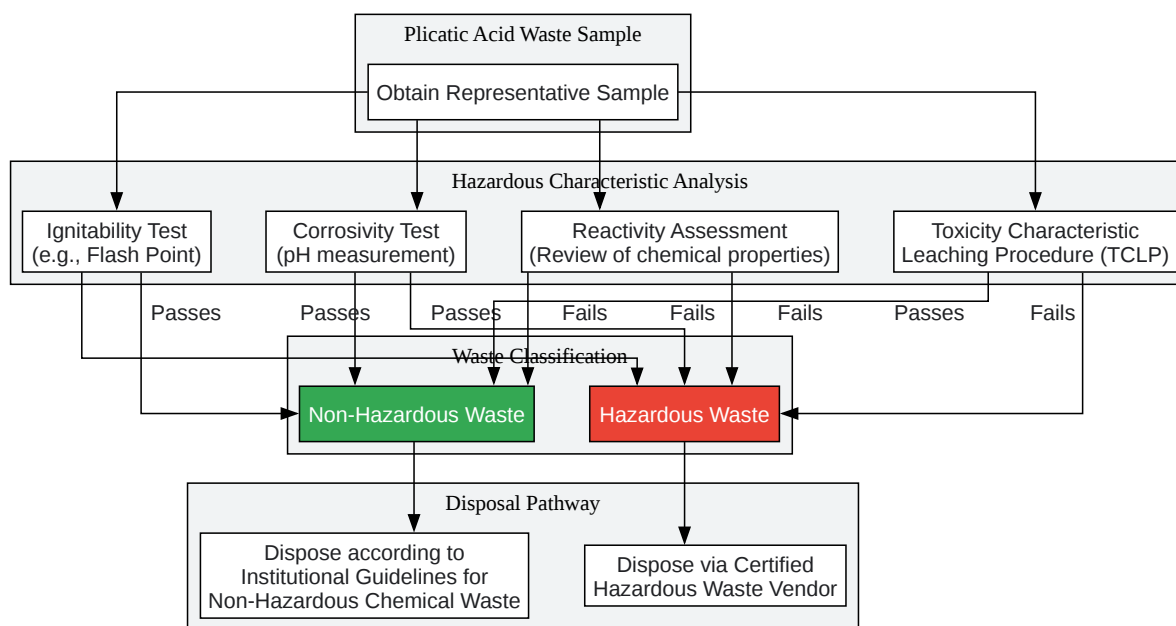 Plicatic Acid Waste Sample
Obtain Representative Sample
Hazardous Characteristic Analysis
Ignitability Test
(e.g., Flash Point)
Corrosivity Test
(pH measurement)
Reactivity Assessment
(Review of chemical properties)
Toxicity Characteristic
Leaching Procedure (TCLP)
Passes
Passes
Passes
Fails
Fails
Fails
Passes
Fails
Waste Classification
Non-Hazardous Waste
Hazardous Waste
Disposal Pathway
Dispose according to
Institutional Guidelines for
Non-Hazardous Chemical Waste
Dispose via Certified
Hazardous Waste Vendor